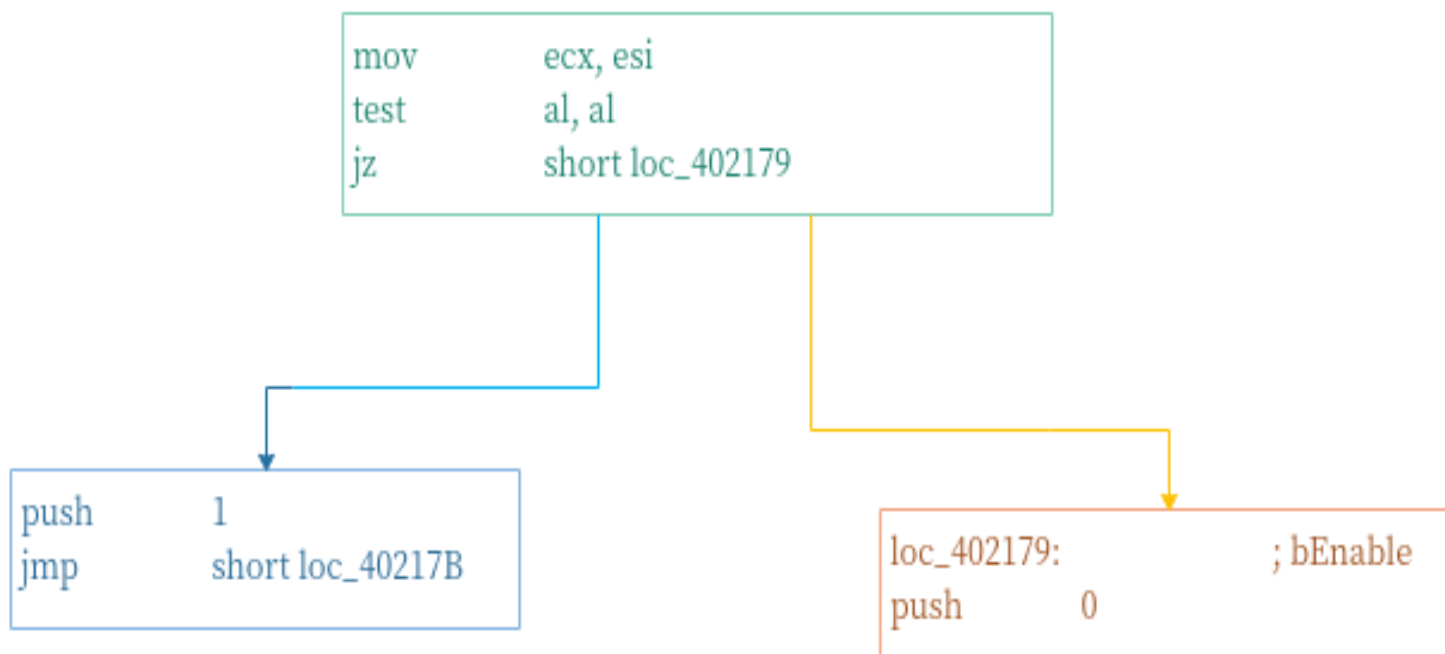 mov ecx, esi
test al, al
jz short loc_402179
push 1
jmp short loc_40217B
loc_402179: ; bEnable
push 0